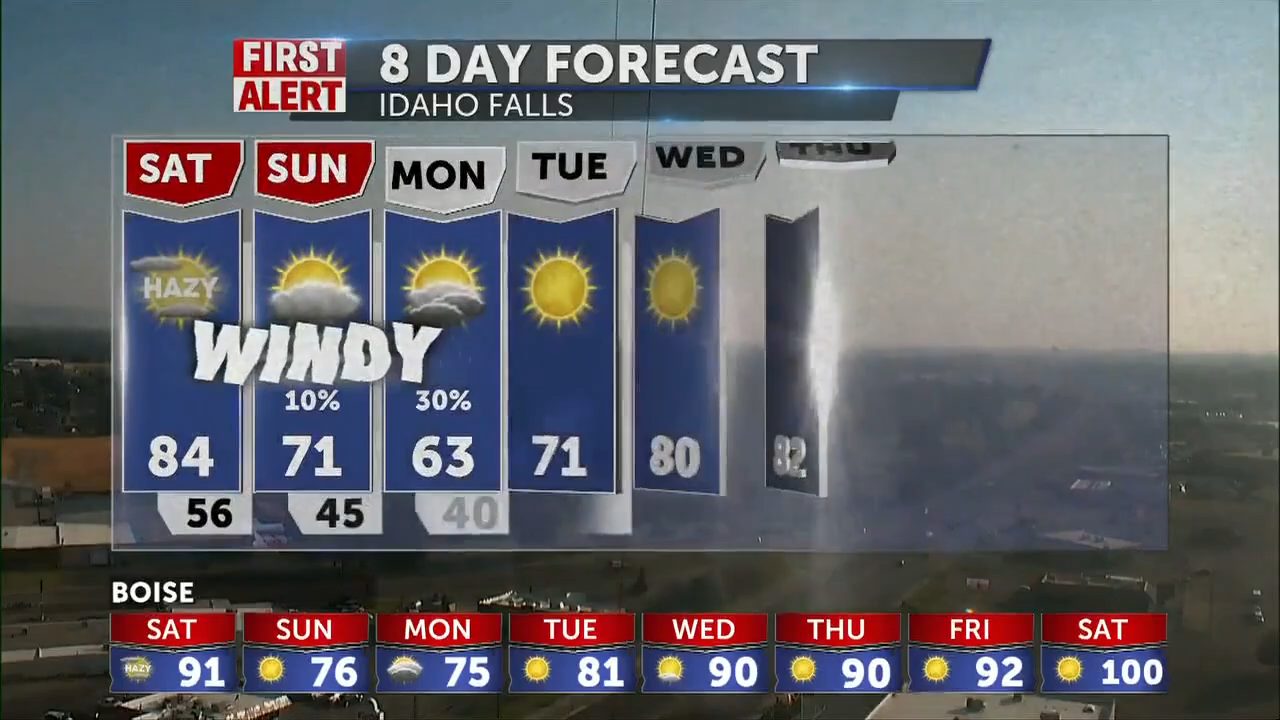 FIRST ALERT
8 DAY FORECAST
IDAHO FALLS
SAT SUN MON TUE WED THU
HAZY
WINDY
10% 30%
84 71 63 71 80 82
56 45 40
BOISE
SAT SUN MON TUE WED THU FRI SAT
HAZY 91 76 75 81 90 90 92 100